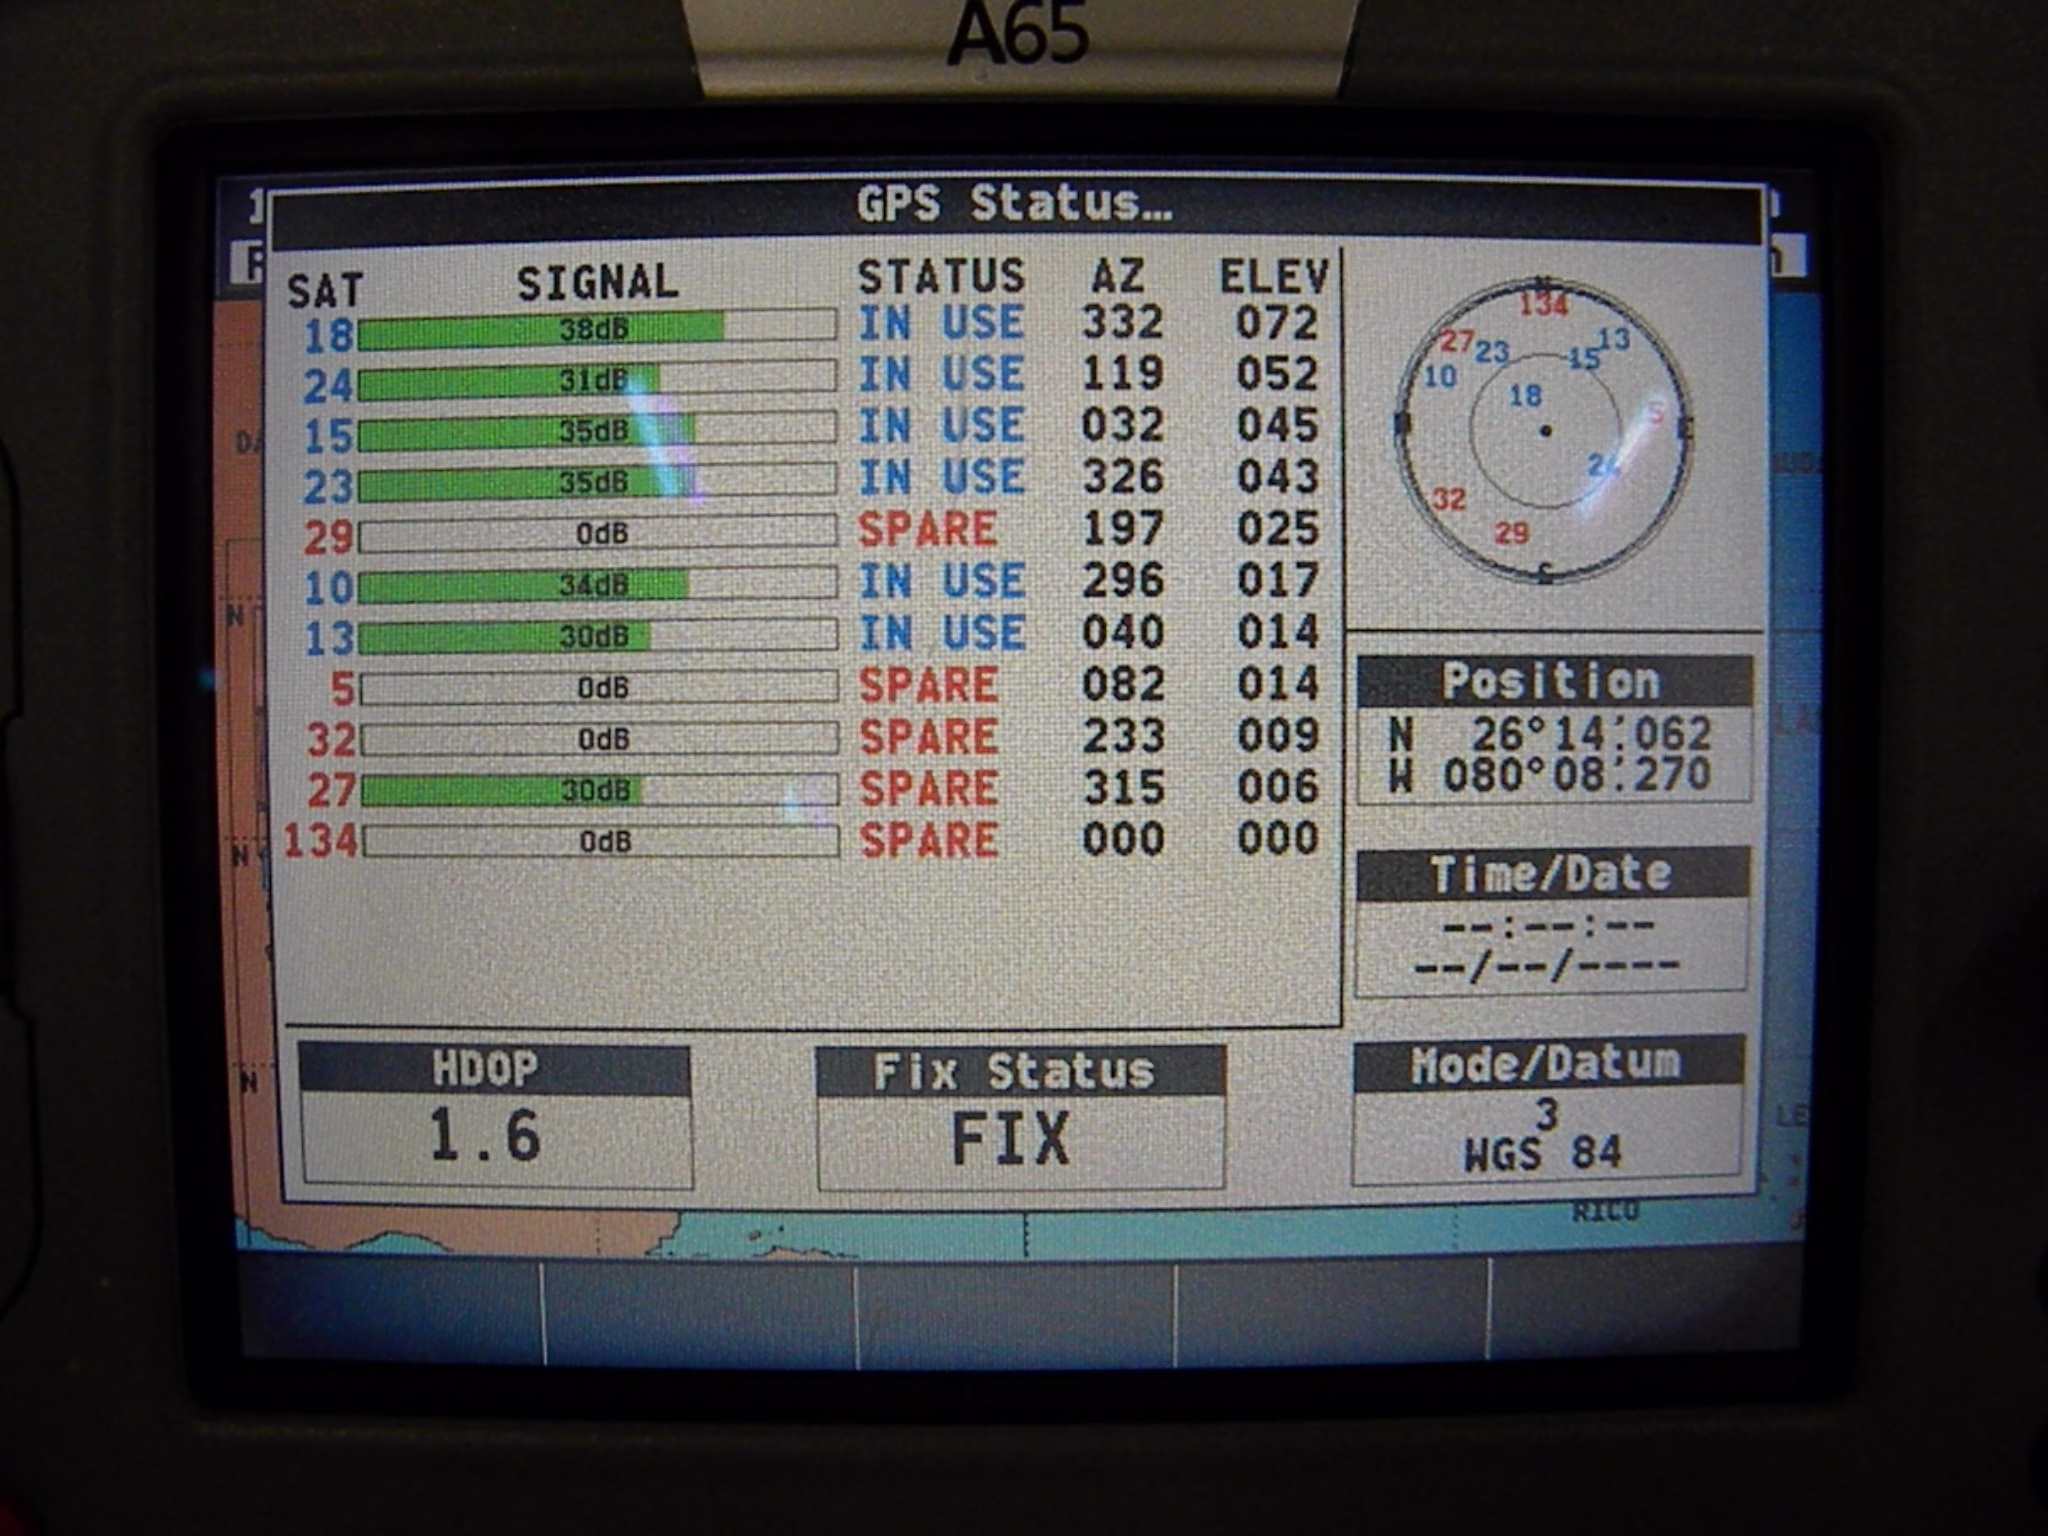 A65
GPS Status…
SAT SIGNAL STATUS AZ ELEV
18 38dB IN USE 332 072
24 31dB IN USE 119 052
15 35dB IN USE 032 045
23 35dB IN USE 326 043
29 0dB SPARE 197 025
10 34dB IN USE 296 017
13 30dB IN USE 040 014
5 0dB SPARE 082 014
32 0dB SPARE 233 009
27 30dB SPARE 315 006
134 0dB SPARE 000 000
N
134
27 23 15 13
10 18 5
24
32
29
S
Position
N 26°14.'062
W 080°08.'270
Time/Date
--:--:--
--/--/----
HDOP
1.6
Fix Status
FIX
Mode/Datum
3
WGS 84
N
N
N
RICO